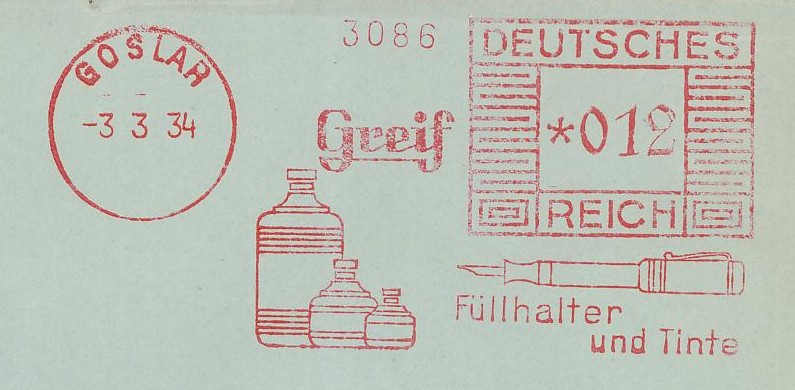 GOSLAR
-3 3 34
3086
Greif
DEUTSCHES
*012
REICH
Füllhalter
und Tinte